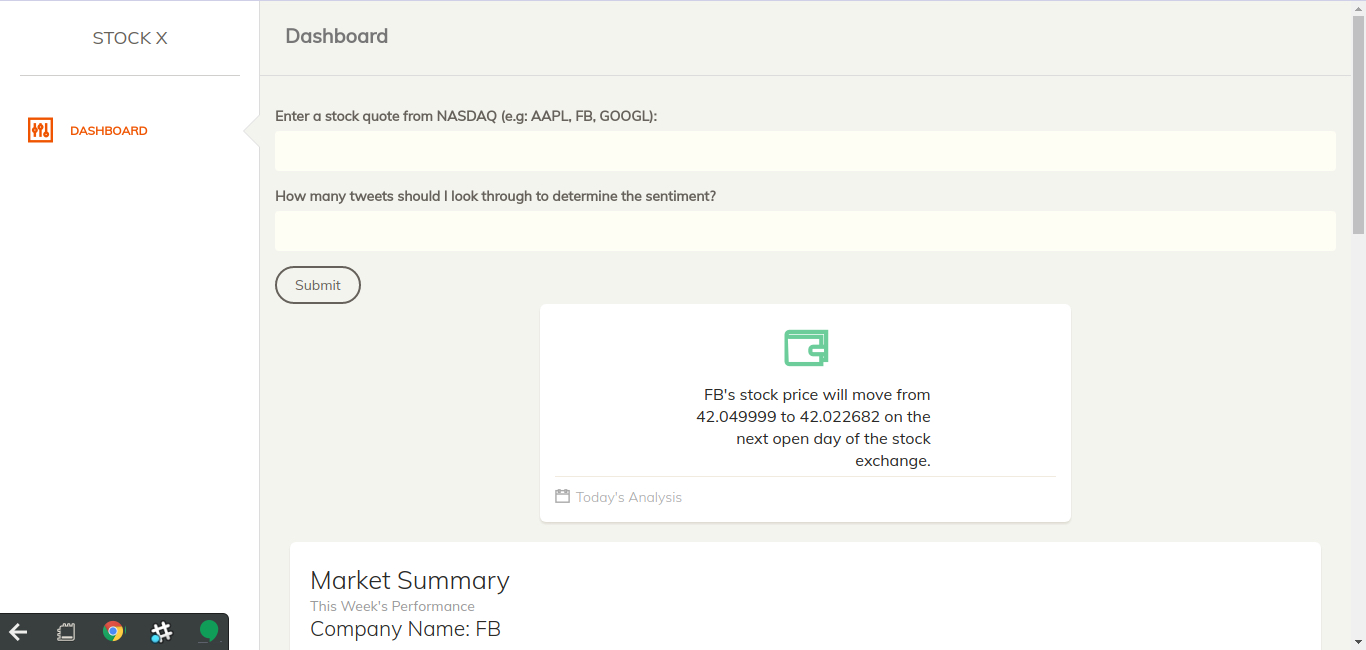 STOCK X
Dashboard
DASHBOARD
Enter a stock quote from NASDAQ (e.g: AAPL, FB, GOOGL):
How many tweets should I look through to determine the sentiment?
Submit
FB's stock price will move from
42.049999 to 42.022682 on the
next open day of the stock
exchange.
Today's Analysis
Market Summary
This Week's Performance
Company Name: FB